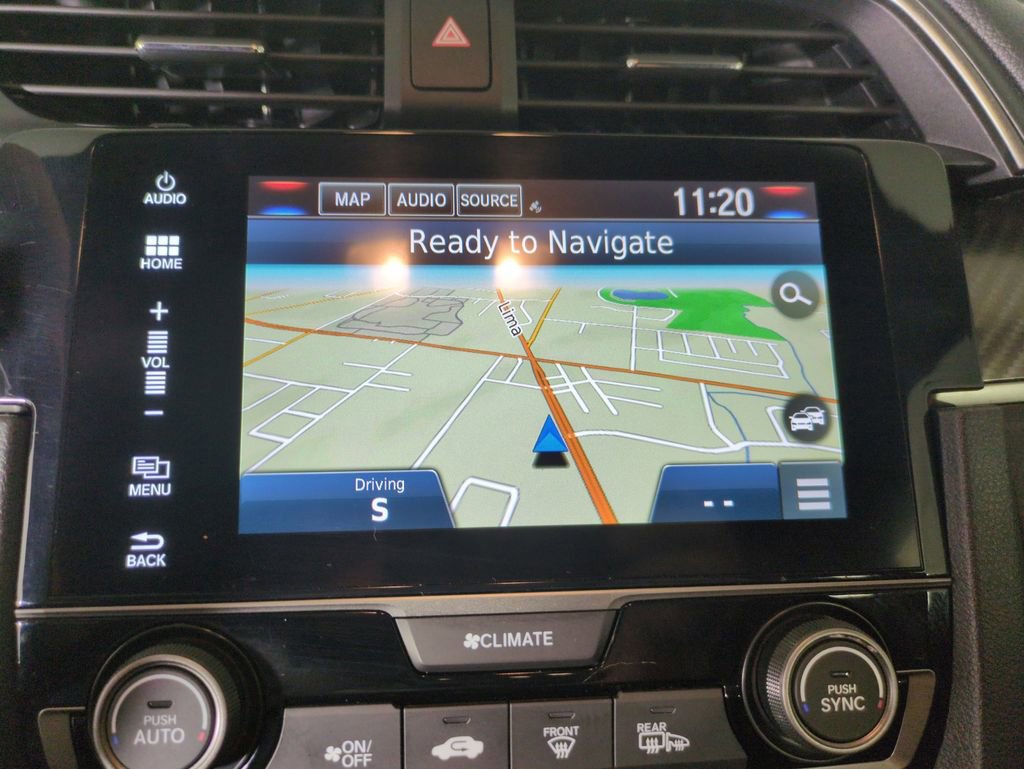 AUDIO
HOME
+
VOL
-
MENU
BACK
MAP AUDIO SOURCE 11:20
Ready to Navigate
Lima
Driving
S
--
CLIMATE
PUSH
AUTO
ON/
OFF
FRONT
REAR
PUSH
SYNC